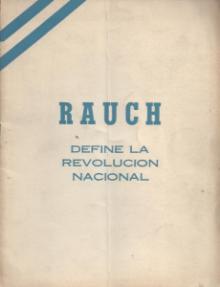 RAUCH
DEFINE LA
REVOLUCION
NACIONAL